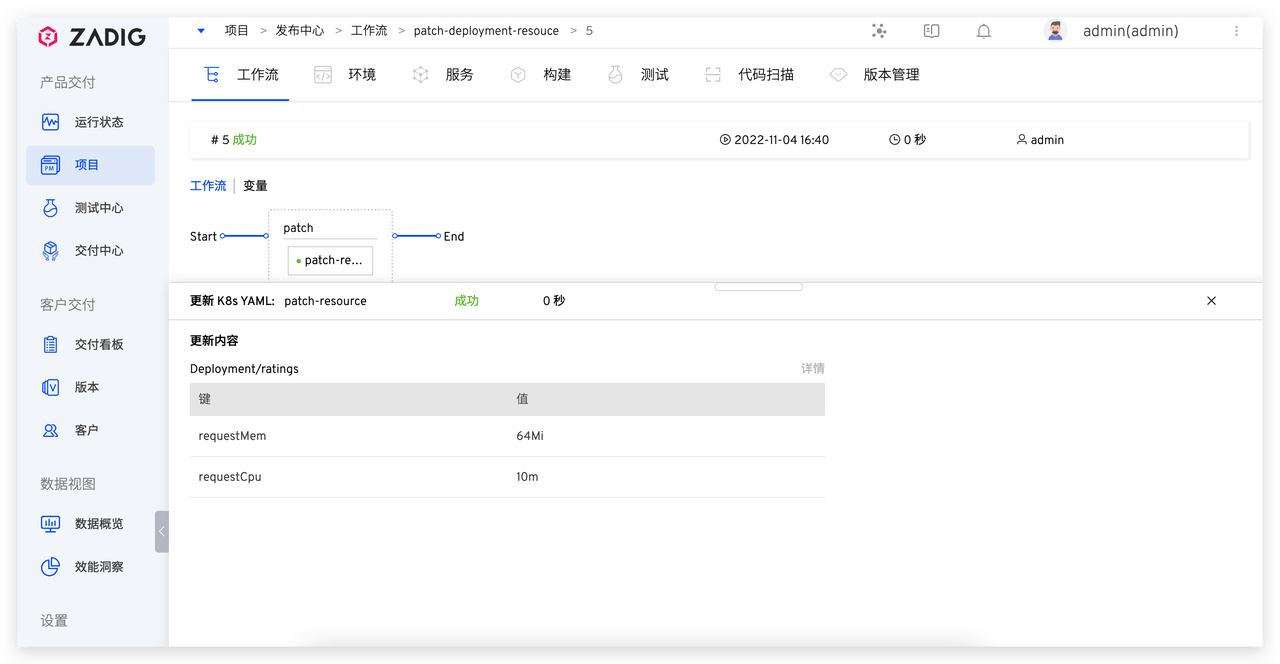 ZADIG
项目 > 发布中心 > 工作流 > patch-deployment-resouce > 5
admin(admin)
产品交付
运行状态
项目
测试中心
交付中心
客户交付
交付看板
版本
客户
数据视图
数据概览
效能洞察
设置
工作流 环境 服务 构建 测试 代码扫描 版本管理
# 5 成功 2022-11-04 16:40 0 秒 admin
工作流 | 变量
patch
Start End
patch-re...
更新 K8s YAML: patch-resource 成功 0 秒
更新内容
Deployment/ratings 详情
键 值
requestMem 64Mi
requestCpu 10m